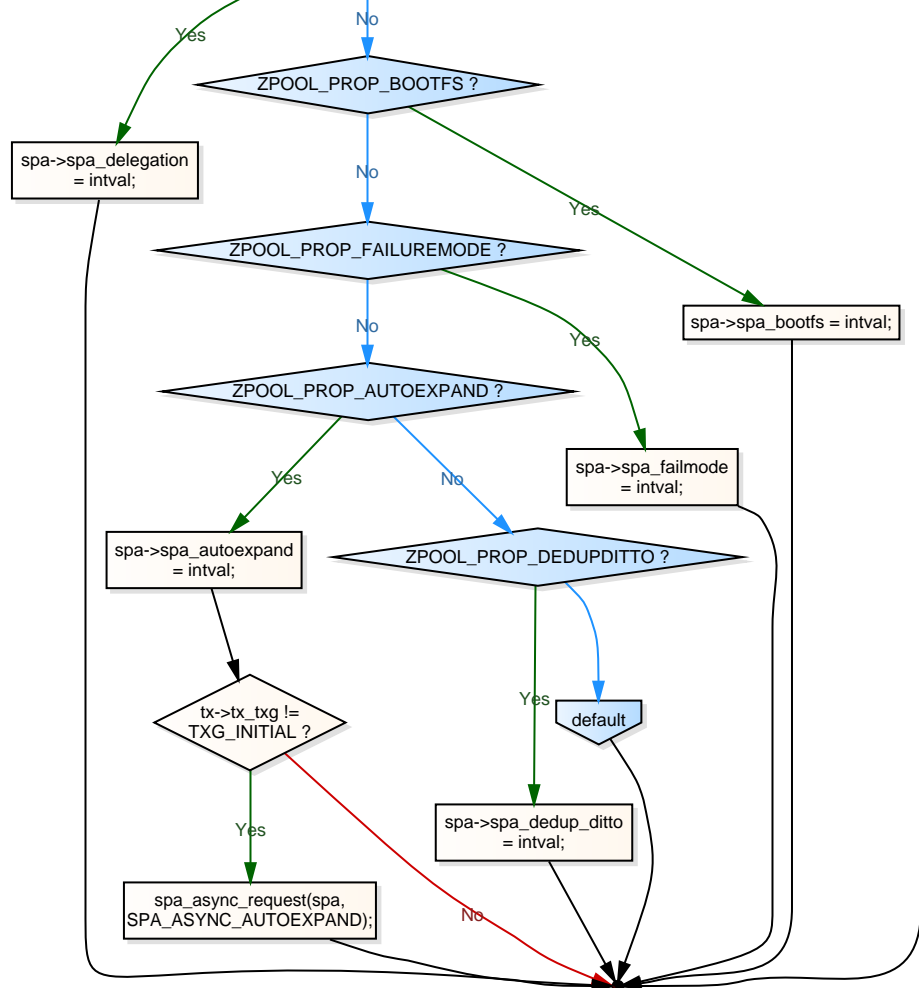 No
Yes
ZPOOL_PROP_BOOTFS ?
spa->spa_delegation
= intval;
No
Yes
ZPOOL_PROP_FAILUREMODE ?
spa->spa_bootfs = intval;
No
Yes
ZPOOL_PROP_AUTOEXPAND ?
spa->spa_failmode
= intval;
Yes
No
spa->spa_autoexpand
= intval;
ZPOOL_PROP_DEDUPDITTO ?
Yes
default
tx->tx_txg !=
TXG_INITIAL ?
spa->spa_dedup_ditto
= intval;
Yes
spa_async_request(spa,
SPA_ASYNC_AUTOEXPAND);
No